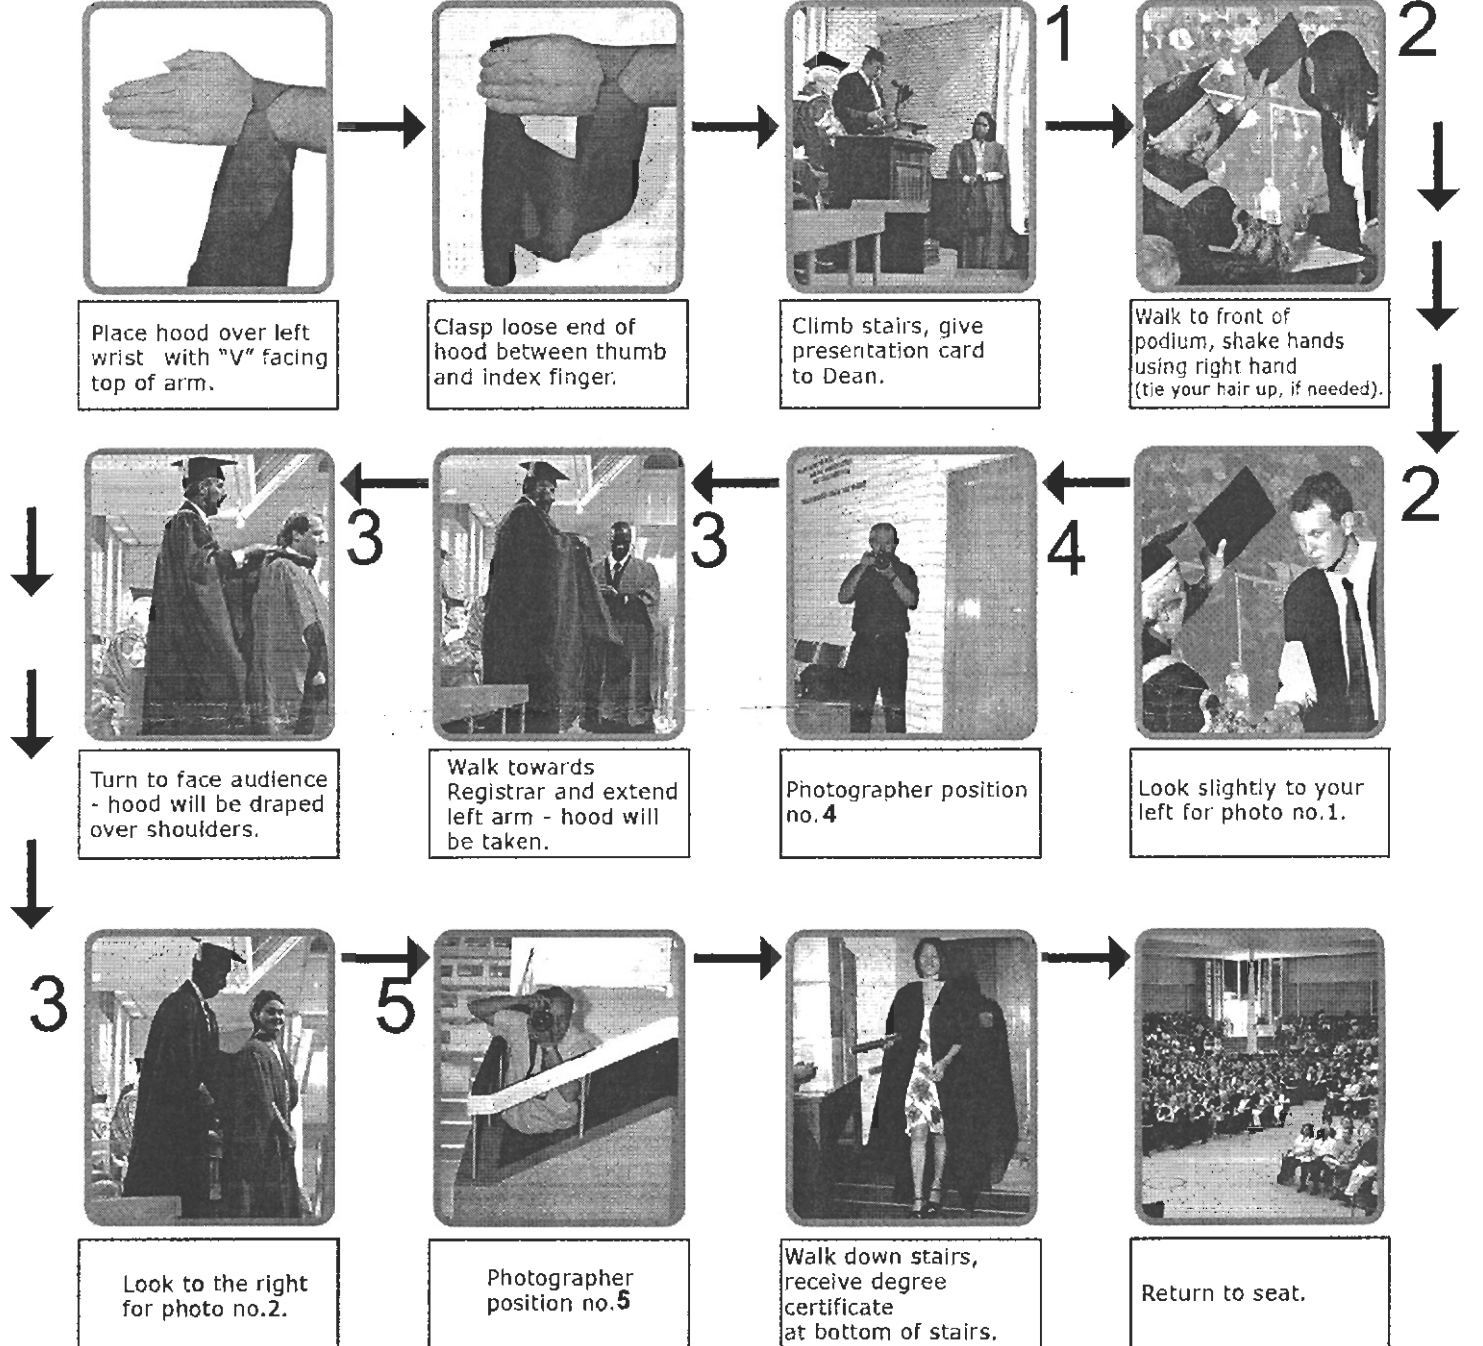 1
2
Place hood over left
wrist with "V" facing
top of arm.
Clasp loose end of
hood between thumb
and index finger.
Climb stairs, give
presentation card
to Dean.
Walk to front of
podium, shake hands
using right hand
(tie your hair up, if needed).
2
Look slightly to your
left for photo no.1.
4
Photographer position
no.4
3
Walk towards
Registrar and extend
left arm - hood will
be taken.
3
Turn to face audience
- hood will be draped
over shoulders.
3
Look to the right
for photo no.2.
5
Photographer
position no.5
Walk down stairs,
receive degree
certificate
at bottom of stairs.
Return to seat.